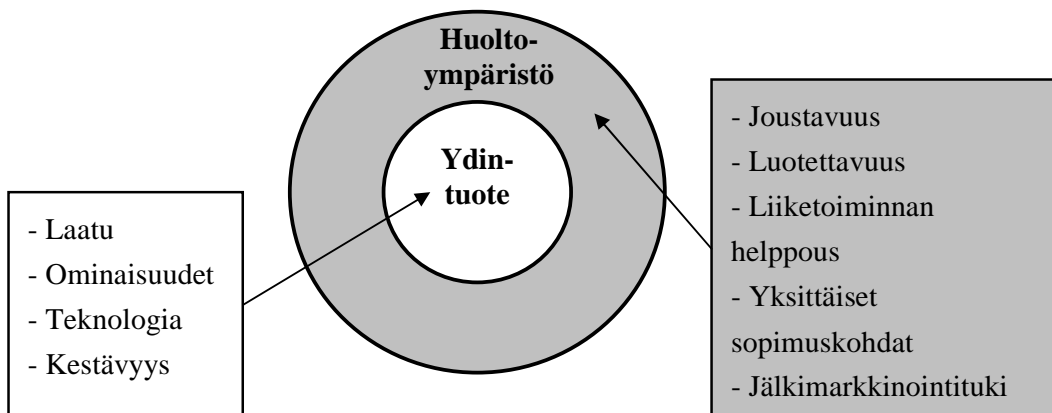 Huolto-
ympäristö
Ydin-
tuote
- Laatu
- Ominaisuudet
- Teknologia
- Kestävyys
- Joustavuus
- Luotettavuus
- Liiketoiminnan
helppous
- Yksittäiset
sopimuskohdat
- Jälkimarkkinointituki